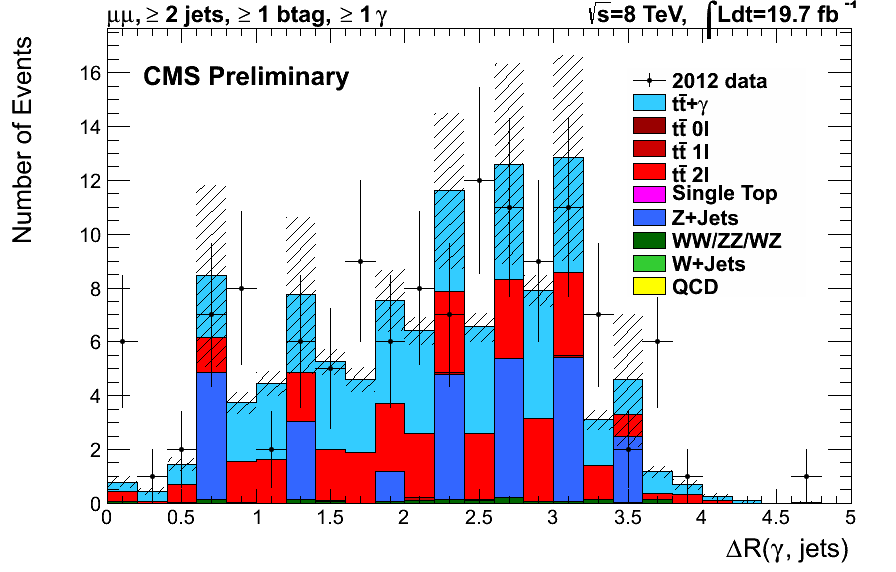 μμ, ≥ 2 jets, ≥ 1 btag, ≥ 1 γ
√s=8 TeV, ∫Ldt=19.7 fb⁻¹
Number of Events
CMS Preliminary
2012 data
tt̄+γ
tt̄ 0l
tt̄ 1l
tt̄ 2l
Single Top
Z+Jets
WW/ZZ/WZ
W+Jets
QCD
16
14
12
10
8
6
4
2
0
0 0.5 1 1.5 2 2.5 3 3.5 4 4.5 5
ΔR(γ, jets)